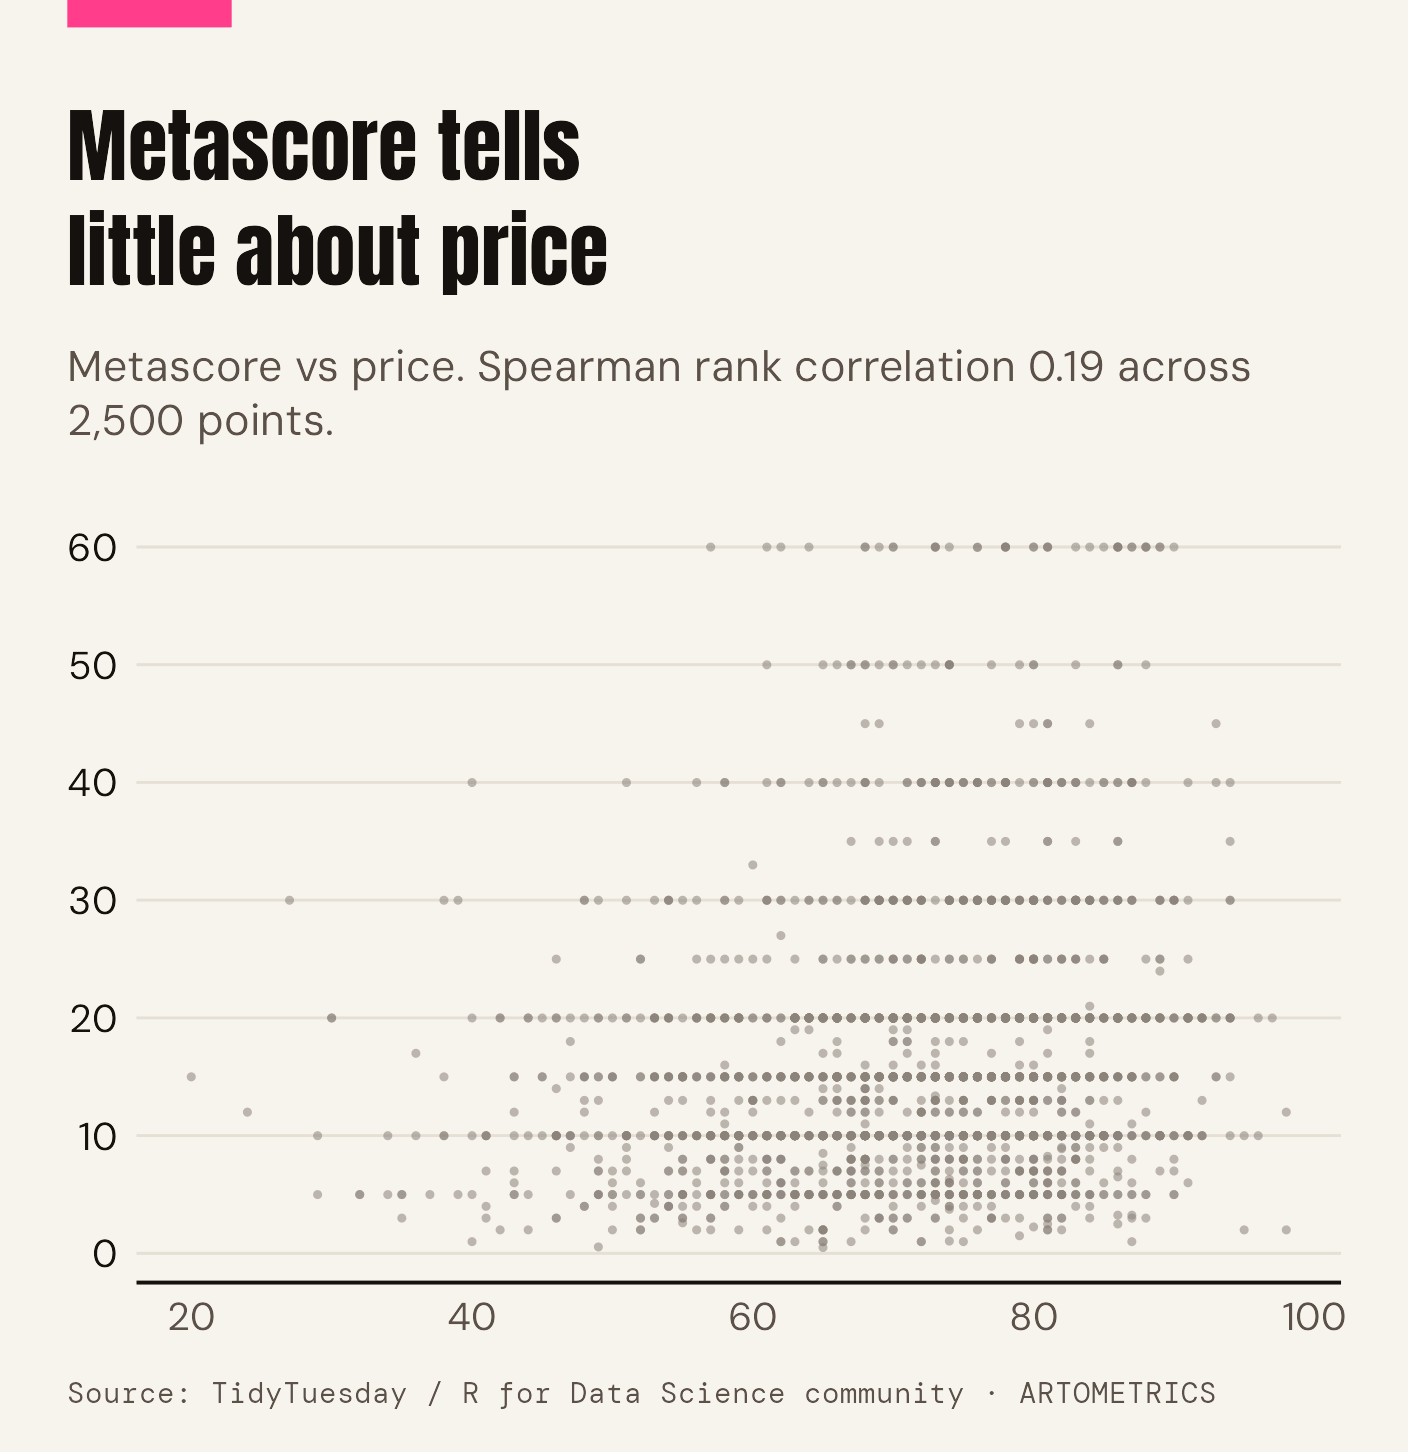 Metascore tells
little about price
Metascore vs price. Spearman rank correlation 0.19 across
2,500 points.
60
50
40
30
20
10
0
20 40 60 80 100
Source: TidyTuesday / R for Data Science community · ARTOMETRICS